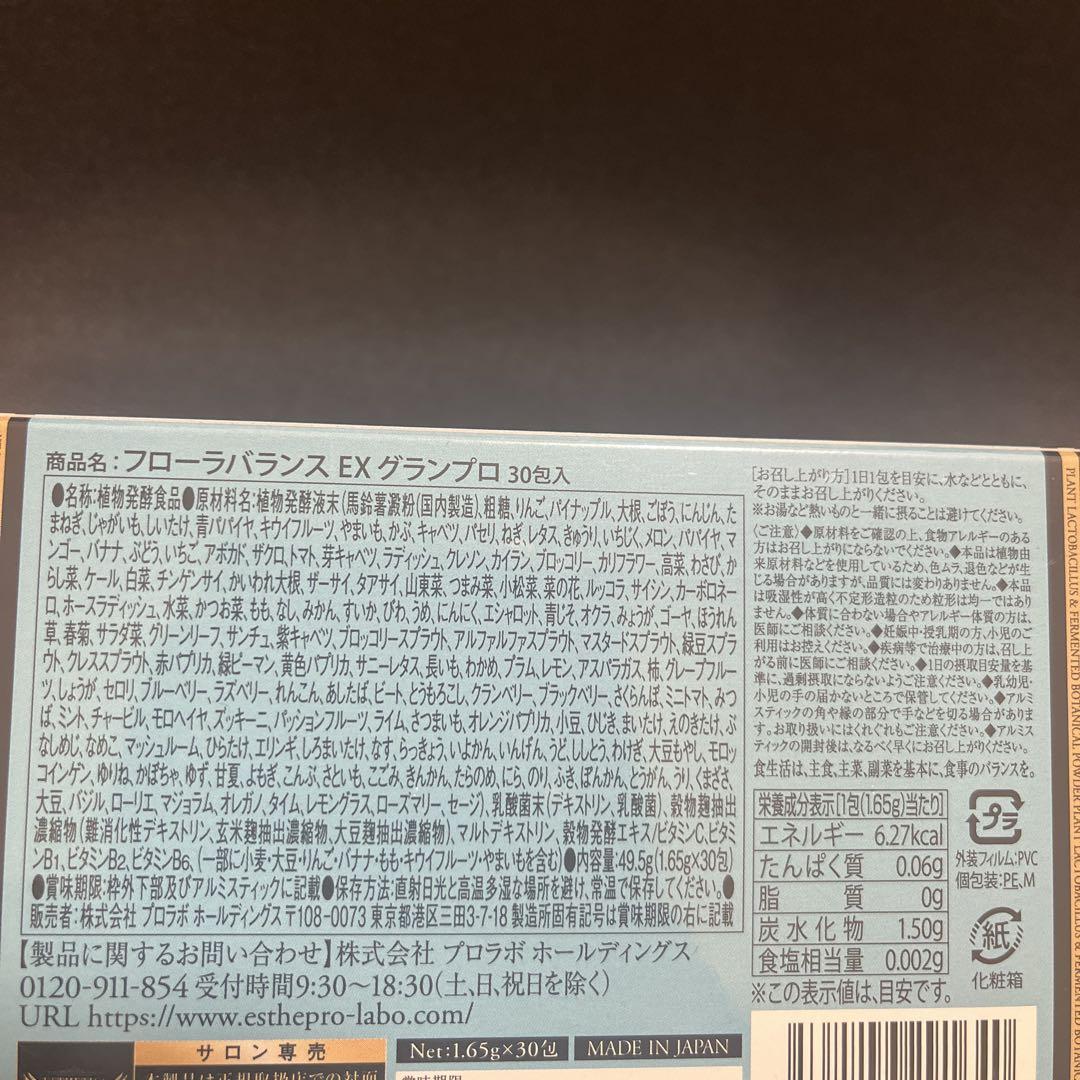 商品名：フローラバランス EX グランプロ 30包入
●名称:植物発酵食品●原材料名:植物発酵液末（馬鈴薯澱粉（国内製造）、粗糖、りんご、パイナップル、大根、ごぼう、にんじん、た
まねぎ、じゃがいも、しいたけ、青パパイヤ、キウイフルーツ、やまいも、かぶ、キャベツ、パセリ、ねぎ、レタス、きゅうり、いちじく、メロン、パパイヤ、マ
ンゴー、バナナ、ぶどう、いちご、アボカド、ザクロ、トマト、芽キャベツ、ラディッシュ、クレソン、カイラン、ブロッコリー、カリフラワー、高菜、わさび、か
らし菜、ケール、白菜、チンゲンサイ、かいわれ大根、ザーサイ、タアサイ、山東菜、つまみ菜、小松菜、菜の花、ルッコラ、サイシン、カーボロネー
ロ、ホースラディッシュ、水菜、かつお菜、もも、なし、みかん、すいか、びわ、うめ、にんにく、エシャロット、青じそ、オクラ、みょうが、ゴーヤ、ほうれん
草、春菊、サラダ菜、グリーンリーフ、サンチュ、紫キャベツ、ブロッコリースプラウト、アルファルファスプラウト、マスタードスプラウト、緑豆スプラ
ウト、クレススプラウト、赤パプリカ、緑ピーマン、黄色パプリカ、サニーレタス、長いも、わかめ、プラム、レモン、アスパラガス、柿、グレープフルー
ツ、しょうが、セロリ、ブルーベリー、ラズベリー、れんこん、あしたば、ビート、とうもろこし、クランベリー、ブラックベリー、さくらんぼ、ミニトマト、みつ
ば、ミント、チャービル、モロヘイヤ、ズッキーニ、パッションフルーツ、ライム、さつまいも、オレンジパプリカ、小豆、ひじき、まいたけ、えのきたけ、ぶ
なしめじ、なめこ、マッシュルーム、ひらたけ、エリンギ、しろまいたけ、なす、らっきょう、いよかん、いんげん、うど、ししとう、わけぎ、大豆もやし、モロッ
コインゲン、ゆりね、かぼちゃ、ゆず、甘夏、よもぎ、こんぶ、さといも、こごみ、きんかん、たらのめ、にら、のり、ふき、ぽんかん、とうがん、うり、くまざさ、
大豆、バジル、ローリエ、マジョラム、オレガノ、タイム、レモングラス、ローズマリー、セージ）、乳酸菌末（デキストリン、乳酸菌）、穀物麹抽出
濃縮物（難消化性デキストリン、玄米麹抽出濃縮物、大豆麹抽出濃縮物）、マルトデキストリン、穀物発酵エキス/ビタミンC、ビタミ
ンB1、ビタミンB2、ビタミンB6、（一部に小麦・大豆・りんご・バナナ・もも・キウイフルーツ・やまいもを含む）●内容量:49.5g（1.65g×30包）
●賞味期限:枠外下部及びアルミスティックに記載●保存方法:直射日光と高温多湿な場所を避け、常温で保存してください。●
販売者:株式会社 プロラボ ホールディングス〒108-0073 東京都港区三田3-7-18 製造所固有記号は賞味期限の右に記載
【製品に関するお問い合わせ】株式会社 プロラボ ホールディングス
0120-911-854 受付時間9:30〜18:30（土、日、祝日を除く）
URL https://www.esthepro-labo.com/
サロン専売
Net:1.65g×30包
MADE IN JAPAN
［お召し上がり方］1日1包を目安に、水などとともに、
そのままお召し上がりください。
※お湯など熱いものと一緒に摂ることは避けてください。
〈ご注意〉◆原材料をご確認の上、食物アレルギーのある
方はお召し上がりにならないでください。◆本品は植物由
来原材料などを使用しているため、色ムラ、退色などが生
じる場合がありますが、品質には変わりありません。◆本品
は吸湿性が高く不定形造粒のため粒形は均一ではあり
ません。◆体質に合わない場合やアレルギー体質の方は、
医師にご相談ください。◆妊娠中・授乳期の方、小児のご
利用はお控えください。◆疾病等で治療中の方は、召し上
がる前に医師にご相談ください。◆1日の摂取目安量を基
準に、過剰摂取にならないようご注意ください。◆乳幼児・
小児の手の届かないところで保管してください。◆アルミ
スティックの角や縁の部分で手などを切る場合がありま
す。お取り扱いにはくれぐれもご注意ください。◆アルミス
ティックの開封後は、なるべく早くにお召し上がりください。
食生活は、主食、主菜、副菜を基本に、食事のバランスを。
栄養成分表示［1包（1.65g）当たり］
エネルギー 6.27kcal
たんぱく質 0.06g
脂質 0g
炭水化物 1.50g
食塩相当量 0.002g
※この表示値は、目安です。
プラ
外装フィルム:PVC
個包装:PE、M
紙
化粧箱
PLANT LACTOBACILLUS & FERMENTED BOTANICAL POWDER PLANT LACTOBACILLUS & FERMENTED BOTANI